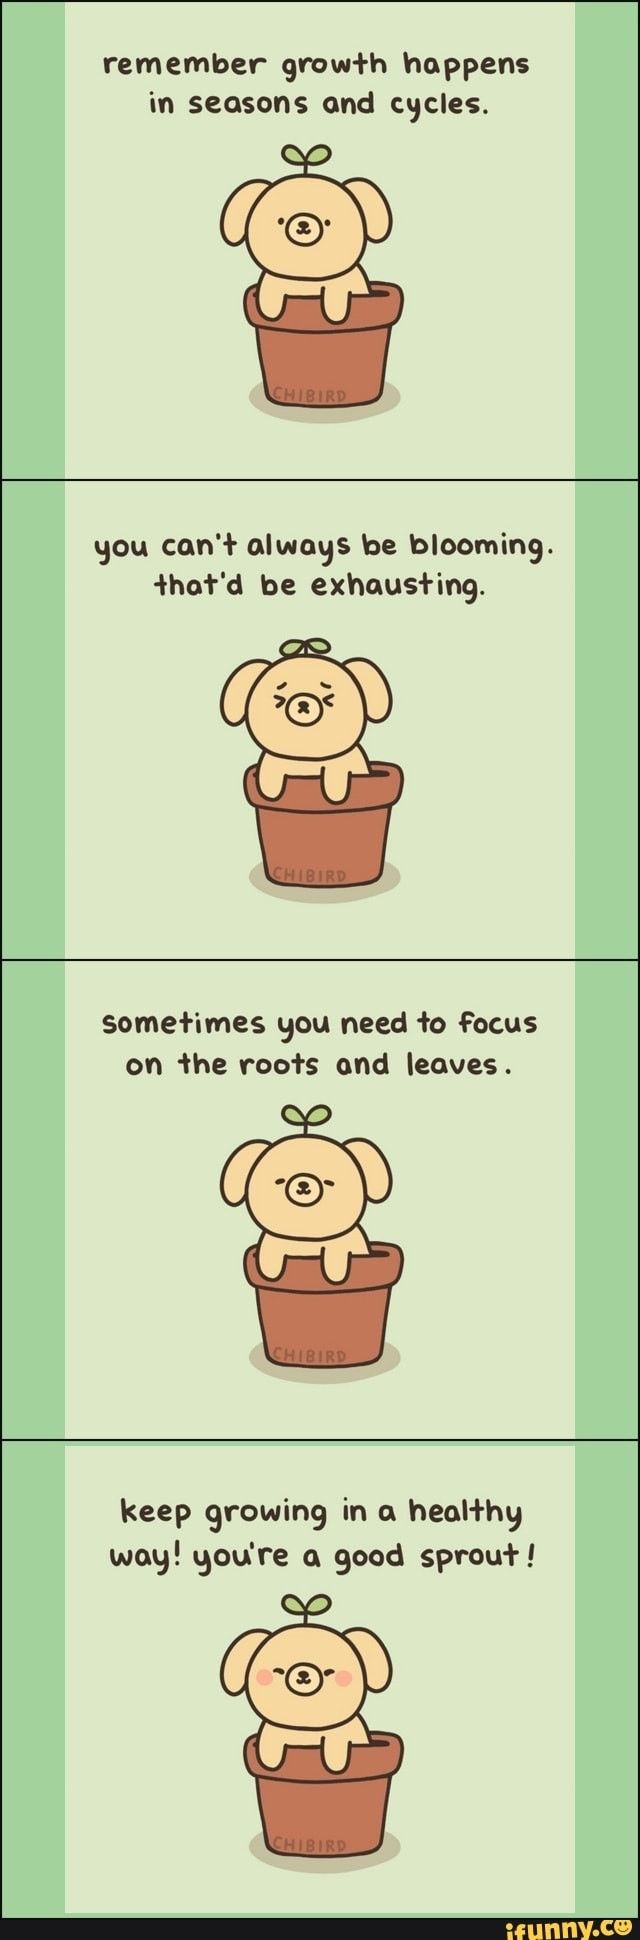 remember growth happens
in seasons and cycles.
CHIBIRD
you can't always be blooming.
that'd be exhausting.
CHIBIRD
sometimes you need to focus
on the roots and leaves.
CHIBIRD
keep growing in a healthy
way! you're a good sprout!
CHIBIRD
ifunny.co